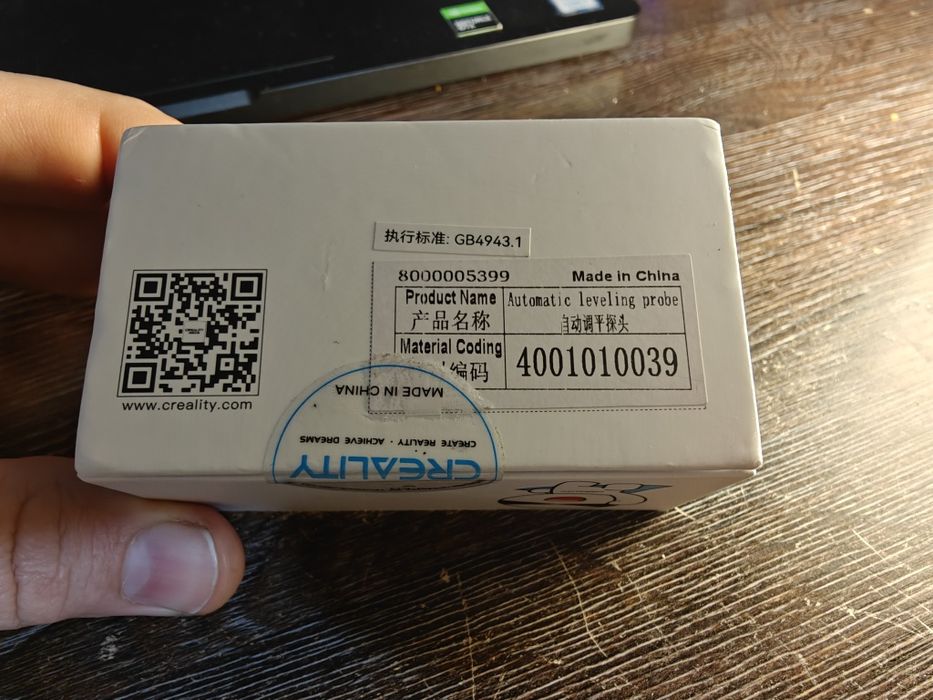 执行标准: GB4943.1
8000005399 Made in China
Product Name Automatic leveling probe
产品名称 自动调平探头
Material Coding 4001010039
编码
www.creality.com
MADE IN CHINA
CREATE REALITY · ACHIEVE DREAMS
CREALITY